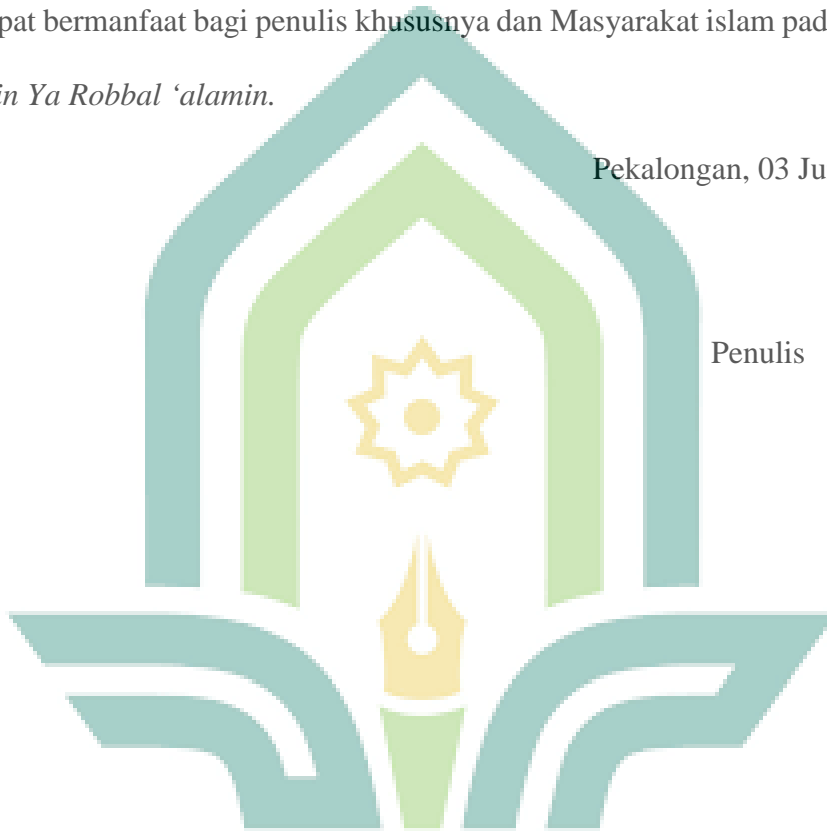 pat bermanfaat bagi penulis khususnya dan Masyarakat islam pad
in Ya Robbal ‘alamin.
Pekalongan, 03 Ju
Penulis